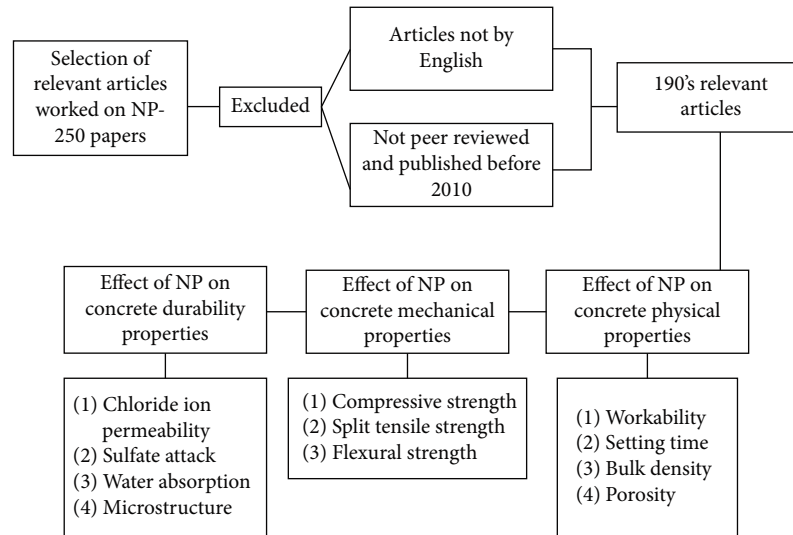 Selection of
relevant articles
worked on NP-
250 papers
Excluded
Articles not by
English
Not peer reviewed
and published before
2010
190's relevant
articles
Effect of NP on
concrete durability
properties
Effect of NP on
concrete mechanical
properties
Effect of NP on
concrete physical
properties
(1) Chloride ion
permeability
(2) Sulfate attack
(3) Water absorption
(4) Microstructure
(1) Compressive strength
(2) Split tensile strength
(3) Flexural strength
(1) Workability
(2) Setting time
(3) Bulk density
(4) Porosity